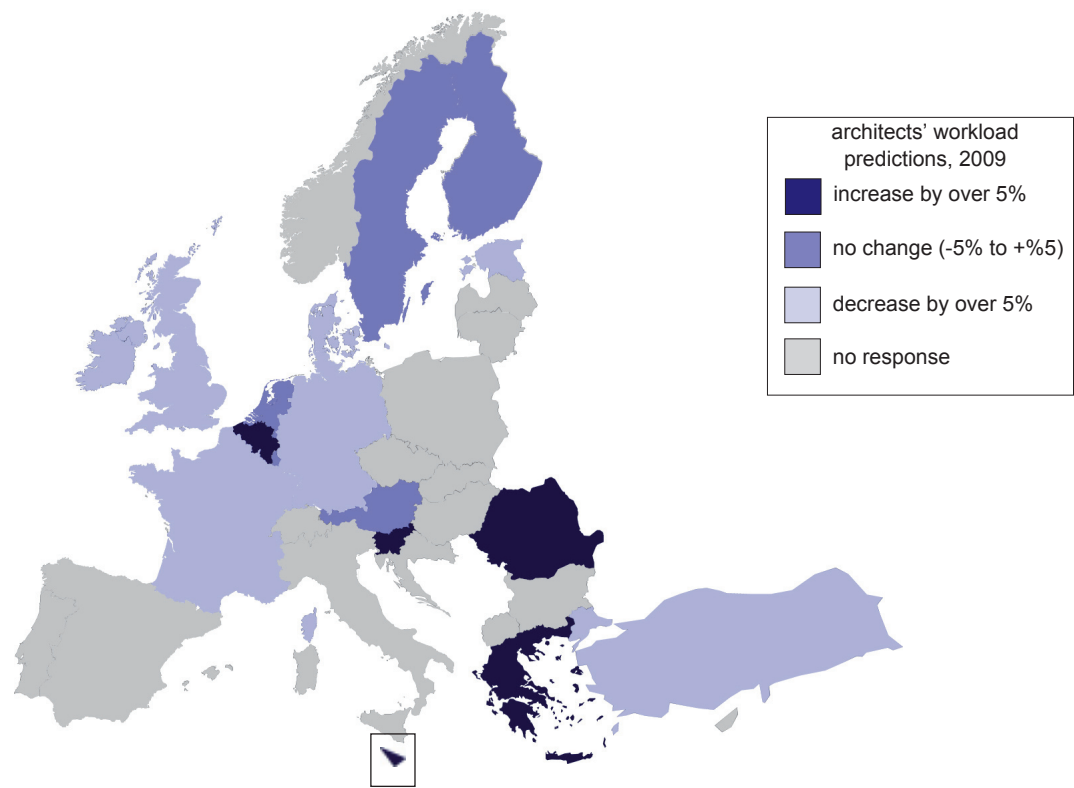 architects' workload
predictions, 2009
increase by over 5%
no change (-5% to +%5)
decrease by over 5%
no response